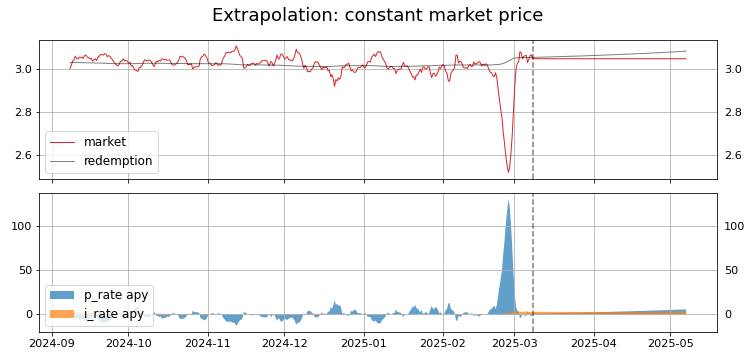 Extrapolation: constant market price
3.0 3.0
2.8 2.8
2.6 2.6
market
redemption
100 100
50 50
0 0
p_rate apy
i_rate apy
2024-09 2024-10 2024-11 2024-12 2025-01 2025-02 2025-03 2025-04 2025-05